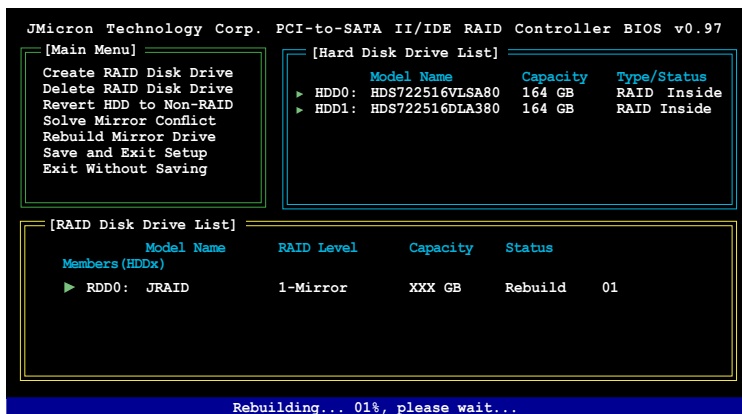 JMicron Technology Corp. PCI-to-SATA II/IDE RAID Controller BIOS v0.97
[Main Menu]
Create RAID Disk Drive
Delete RAID Disk Drive
Revert HDD to Non-RAID
Solve Mirror Conflict
Rebuild Mirror Drive
Save and Exit Setup
Exit Without Saving
[Hard Disk Drive List]
Model Name Capacity Type/Status
HDD0: HDS722516VLSA80 164 GB RAID Inside
HDD1: HDS722516DLA380 164 GB RAID Inside
[RAID Disk Drive List]
Model Name RAID Level Capacity Status
Members(HDDx)
RDD0: JRAID 1-Mirror XXX GB Rebuild 01
Rebuilding... 01%, please wait...